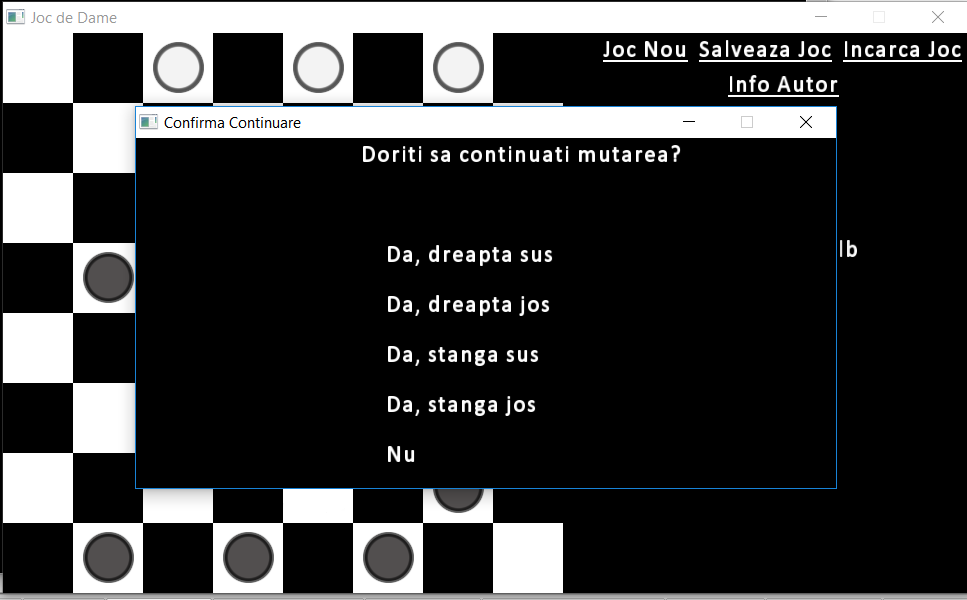 Joc de Dame
Joc Nou Salveaza Joc Incarca Joc
Info Autor
Confirma Continuare
Doriti sa continuati mutarea?
Da, dreapta sus
Da, dreapta jos
Da, stanga sus
Da, stanga jos
Nu